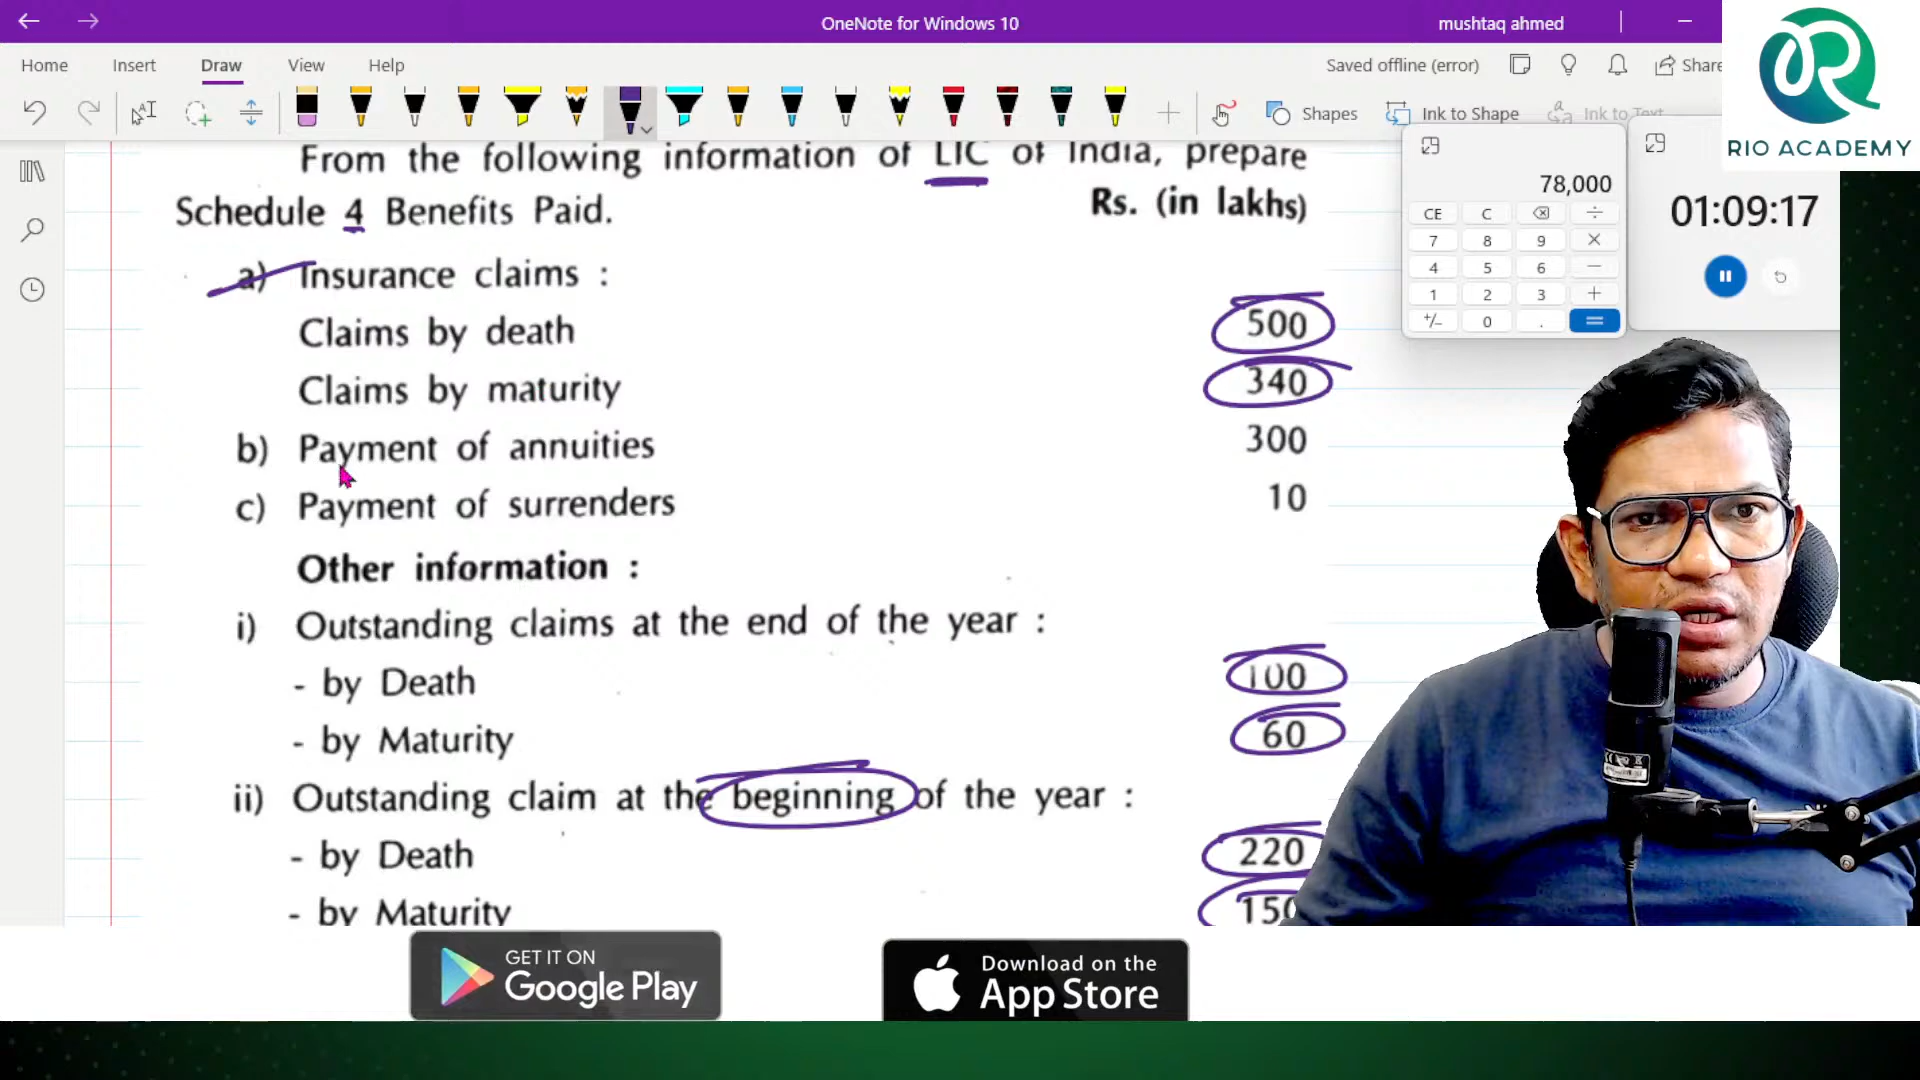 OneNote for Windows 10
mushtaq ahmed
Home Insert Draw View Help
Saved offline (error)
Share
Shapes
Ink to Shape
Ink to Text
RIO ACADEMY
78,000
CE C ÷
7 8 9 ×
4 5 6 −
1 2 3 +
+/− 0 . =
01:09:17
From the following information of LIC of India, prepare
Schedule 4 Benefits Paid. Rs. (in lakhs)
a) Insurance claims :
Claims by death 500
Claims by maturity 340
b) Payment of annuities 300
c) Payment of surrenders 10
Other information :
i) Outstanding claims at the end of the year :
- by Death 100
- by Maturity 60
ii) Outstanding claim at the beginning of the year :
- by Death 220
- by Maturity 150
GET IT ON
Google Play
Download on the
App Store